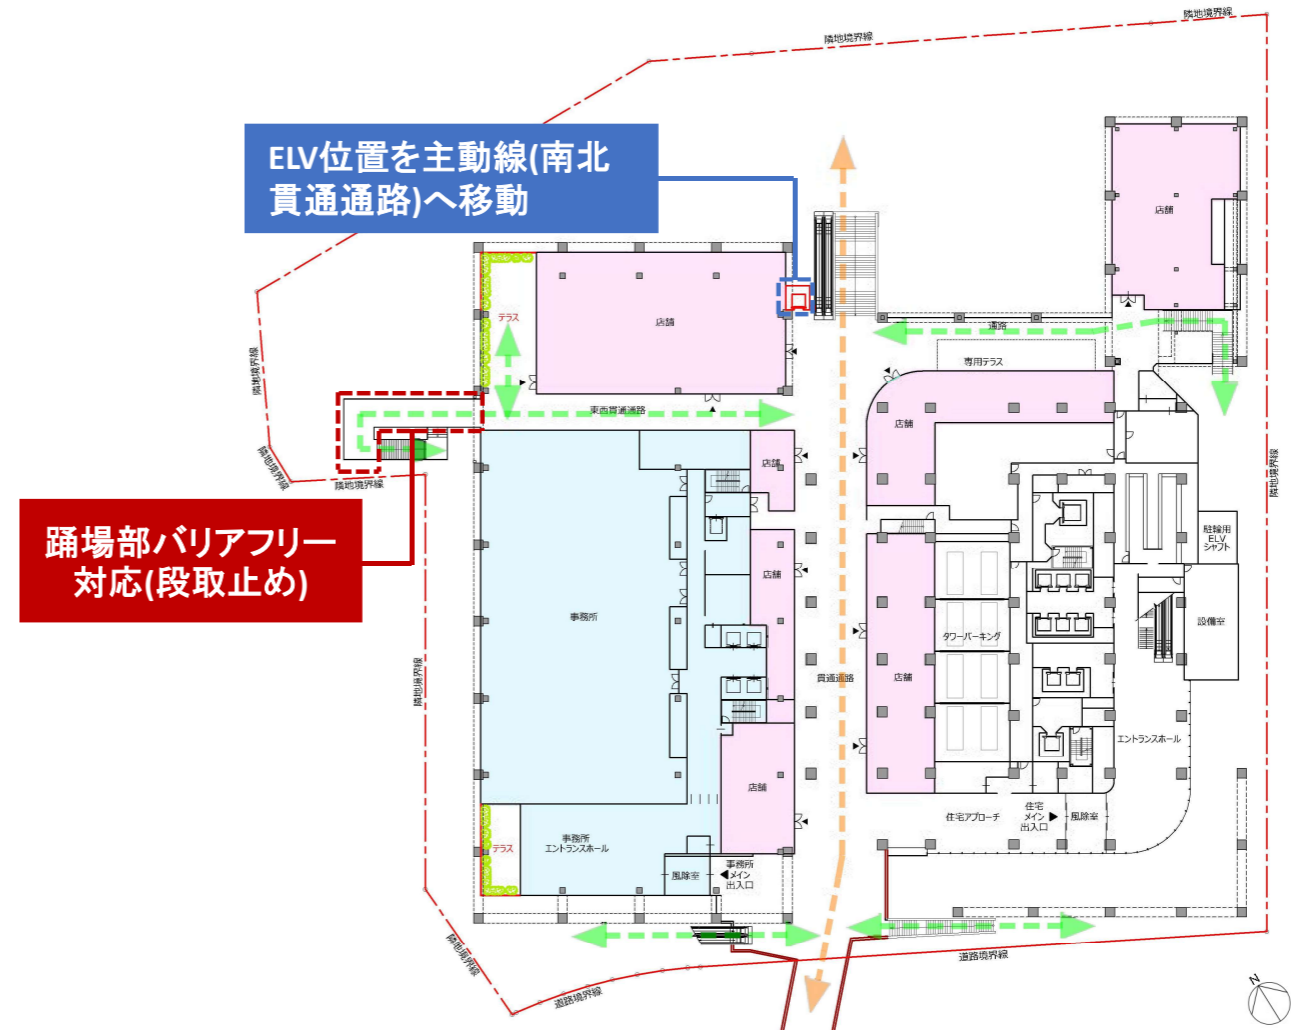 隣地境界線
隣地境界線
ELV位置を主動線(南北
貫通通路)へ移動
店舗
テラス
店舗
通路
専用テラス
隣地境界線
東西貫通通路
店舗
店舗
隣地境界線
隣地境界線
隣地境界線
踊場部バリアフリー
対応(段取止め)
駐輪用
ELV
シャフト
店舗
事務所
設備室
タワーパーキング
隣地境界線
貫通通路
店舗
エントランスホール
店舗
住宅アプローチ
住宅
メイン
出入口
風除室
テラス
事務所
エントランスホール
風除室
事務所
メイン
出入口
隣地境界線
道路境界線
道路境界線
N